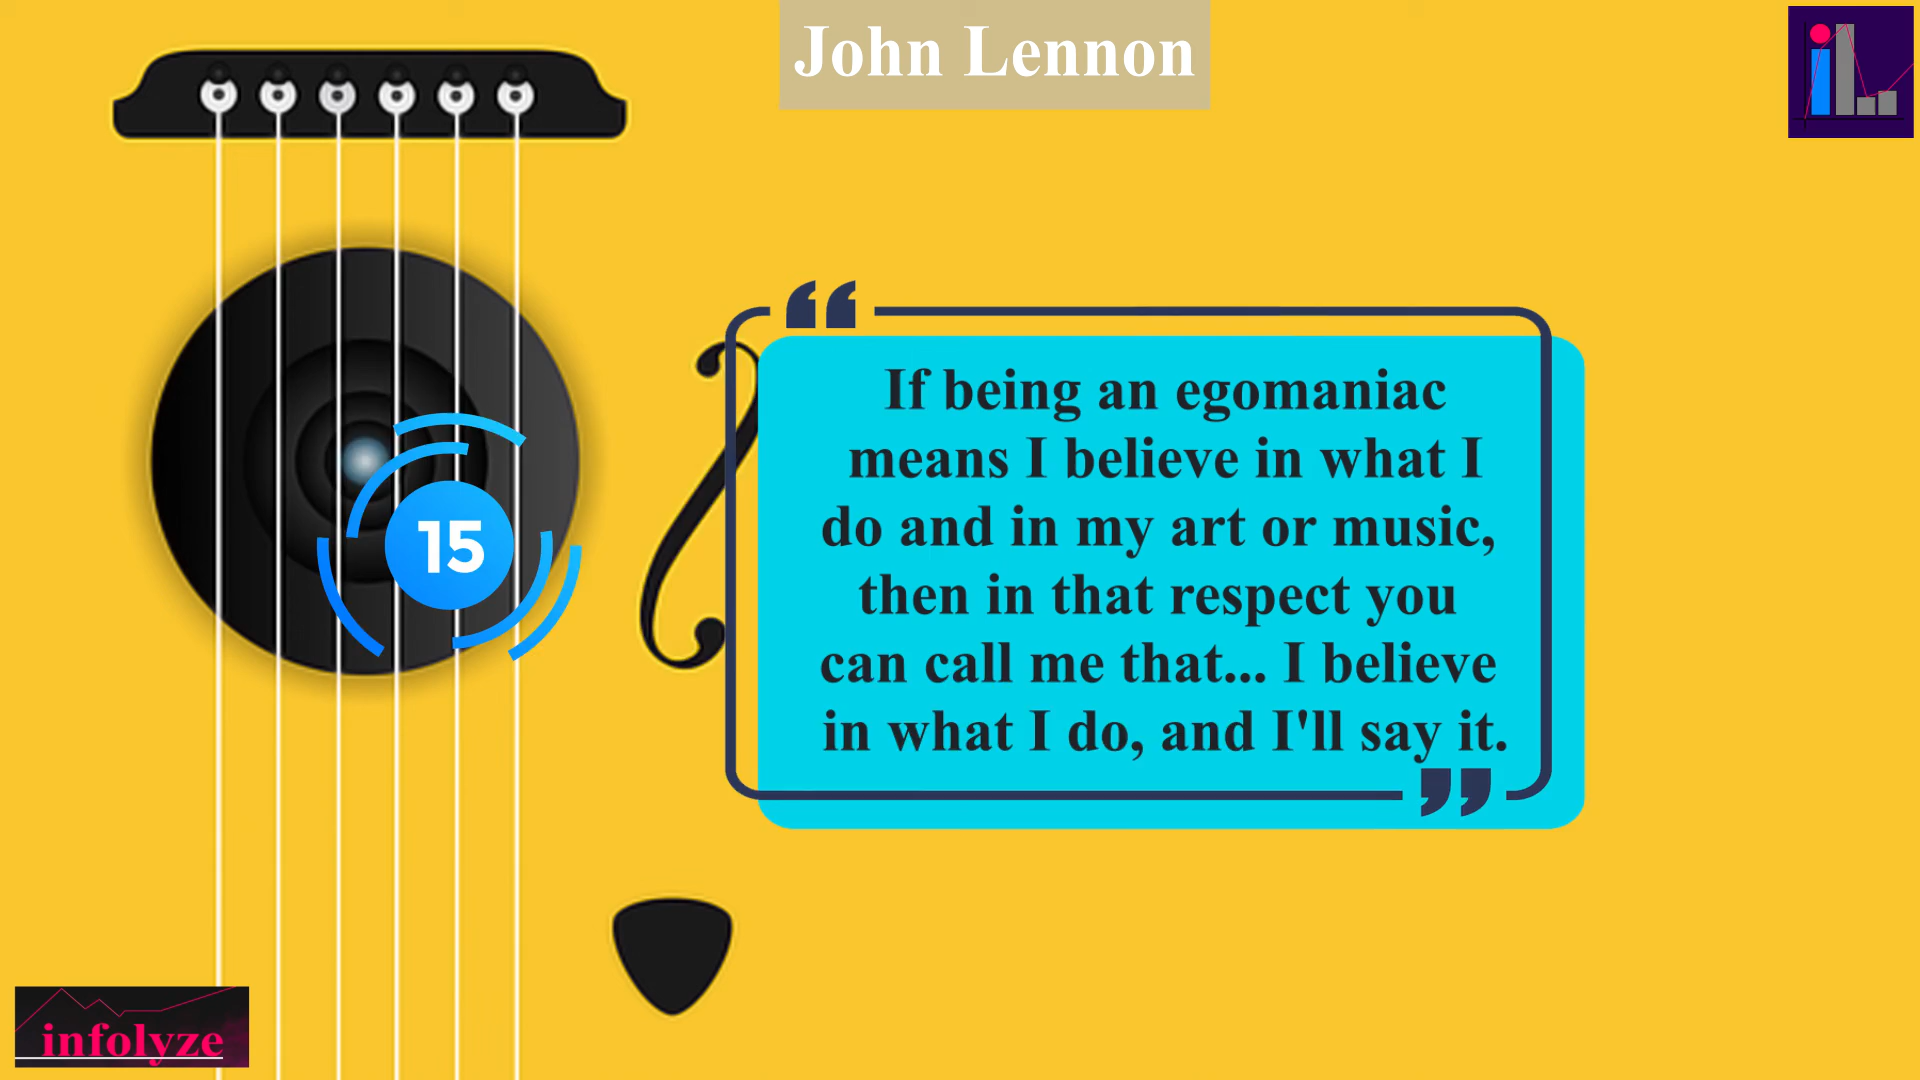 John Lennon
If being an egomaniac
means I believe in what I
do and in my art or music,
then in that respect you
can call me that... I believe
in what I do, and I'll say it.
15
infolyze